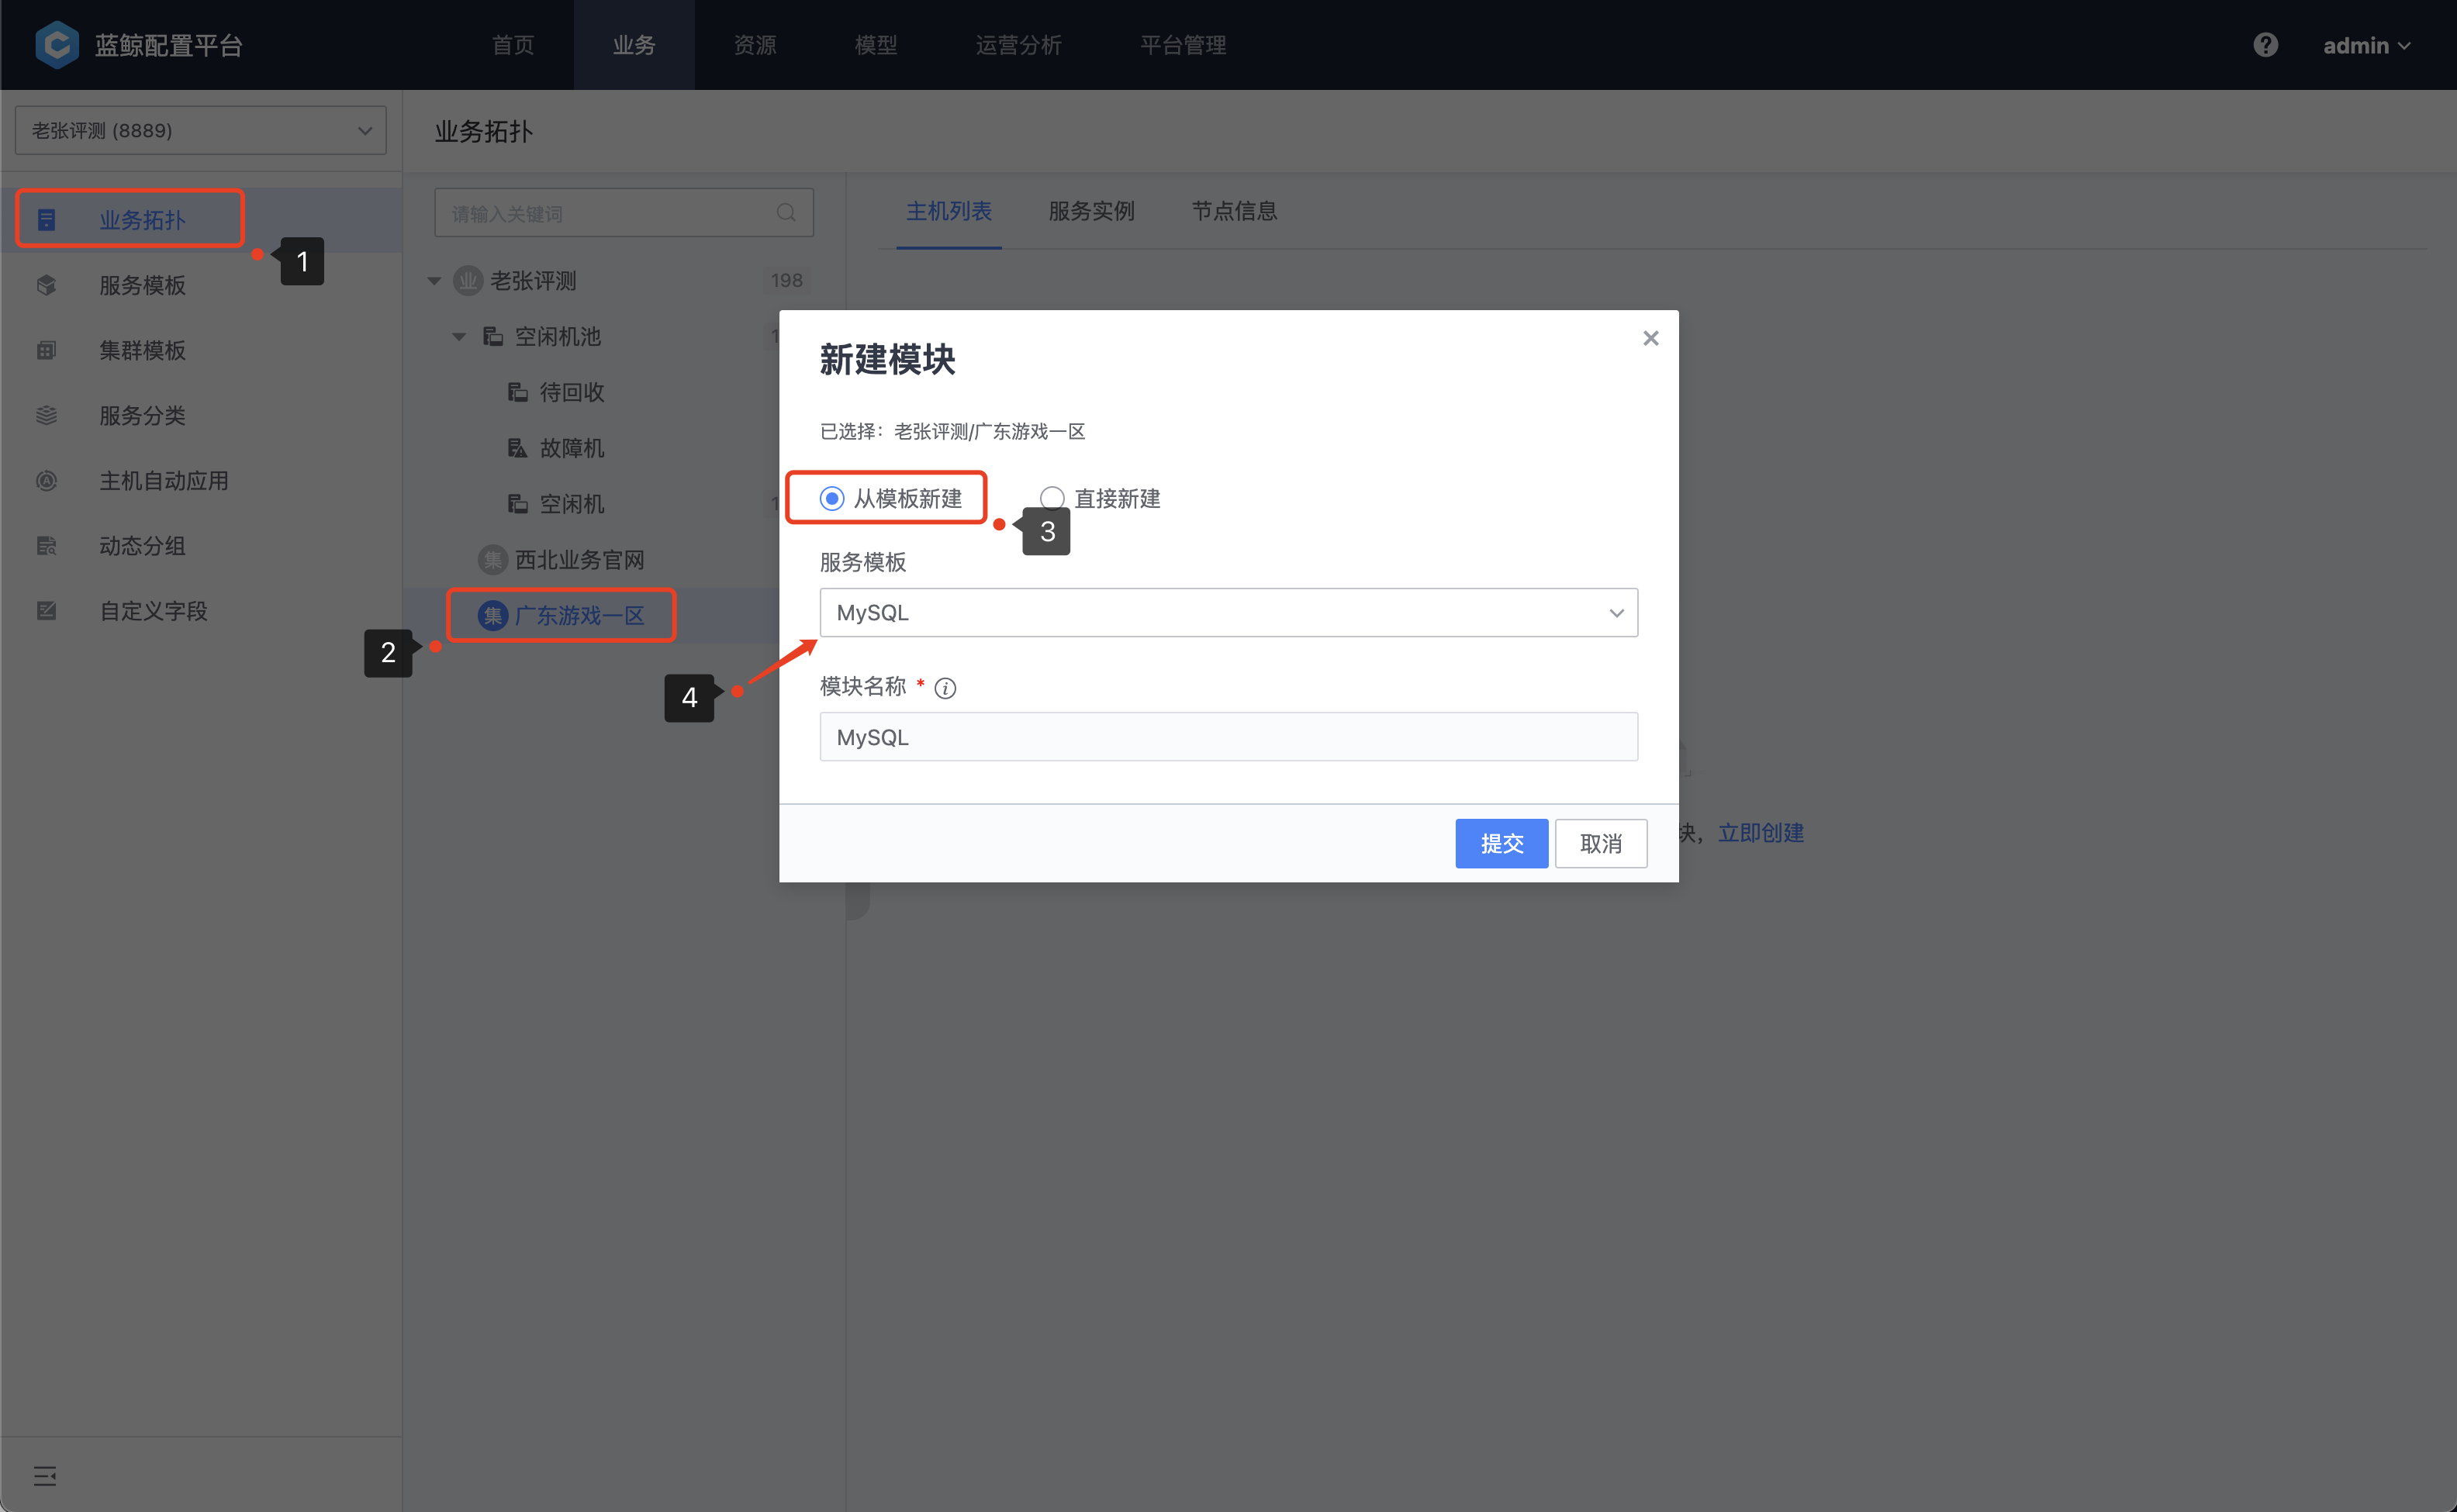 蓝鲸配置平台
首页
业务
资源
模型
运营分析
平台管理
admin
老张评测 (8889)
业务拓扑
服务模板
集群模板
服务分类
主机自动应用
动态分组
自定义字段
1
业务拓扑
请输入关键词
业 老张评测 198
空闲机池 1
待回收
故障机
空闲机 1
集 西北业务官网
集 广东游戏一区
2
主机列表
服务实例
节点信息
新建模块
已选择：老张评测/广东游戏一区
从模板新建
直接新建
3
服务模板
MySQL
4
模块名称 *
MySQL
提交
取消
块，立即创建